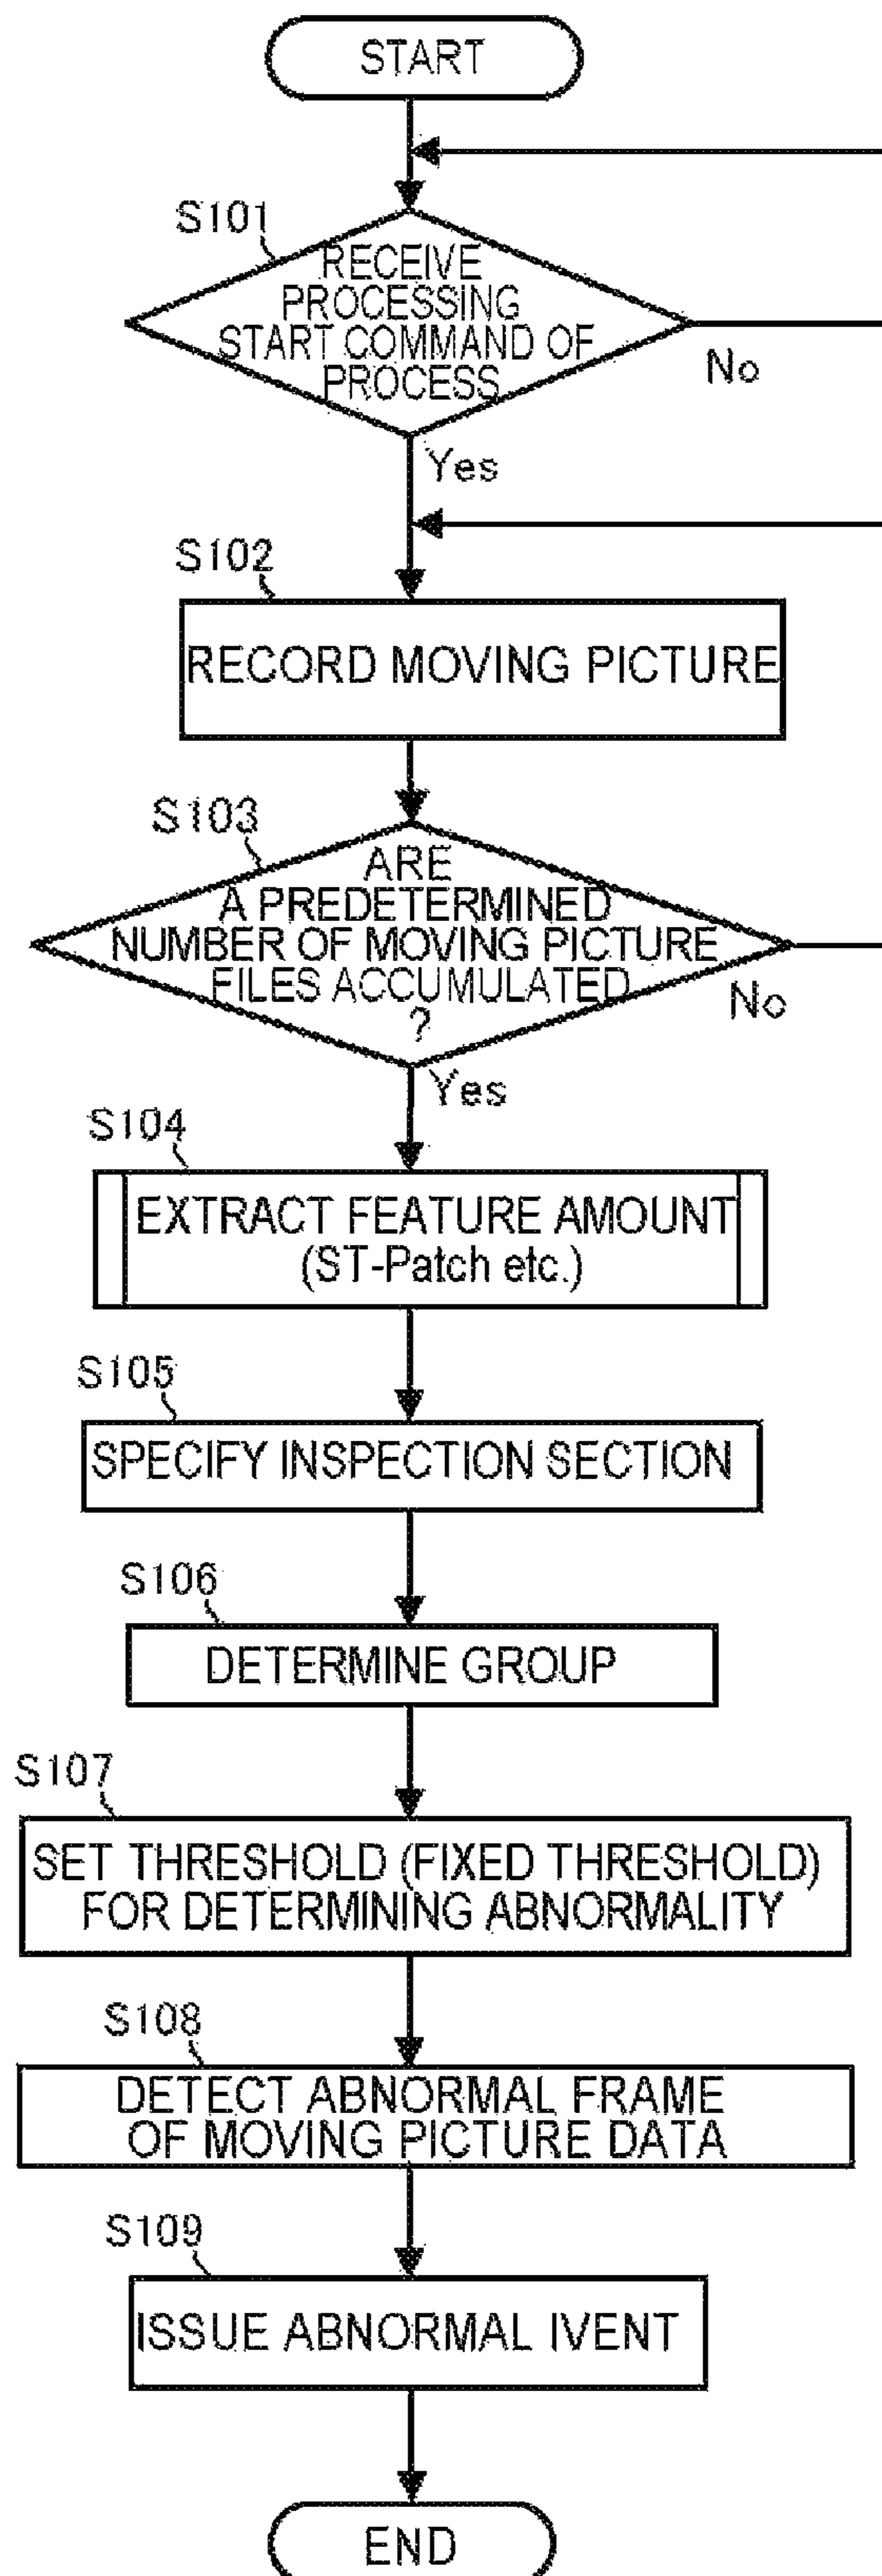 START
S101
RECEIVE
PROCESSING
START COMMAND OF
PROCESS
No
Yes
S102
RECORD MOVING PICTURE
S103
ARE
A PREDETERMINED
NUMBER OF MOVING PICTURE
FILES ACCUMULATED
?
No
Yes
S104
EXTRACT FEATURE AMOUNT
(ST-Patch etc.)
S105
SPECIFY INSPECTION SECTION
S106
DETERMINE GROUP
S107
SET THRESHOLD (FIXED THRESHOLD)
FOR DETERMINING ABNORMALITY
S108
DETECT ABNORMAL FRAME
OF MOVING PICTURE DATA
S109
ISSUE ABNORMAL IVENT
END